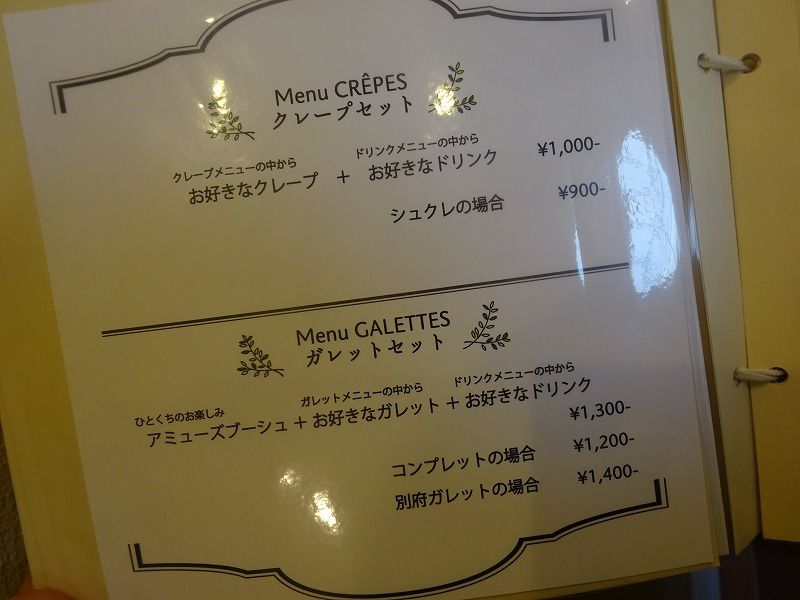 Menu CRÊPES
クレープセット
クレープメニューの中から ドリンクメニューの中から
お好きなクレープ + お好きなドリンク ¥1,000-
シュクレの場合 ¥900-
Menu GALETTES
ガレットセット
ひとくちのお楽しみ ガレットメニューの中から ドリンクメニューの中から
アミューズブーシュ + お好きなガレット + お好きなドリンク
¥1,300-
コンプレットの場合 ¥1,200-
別府ガレットの場合 ¥1,400-